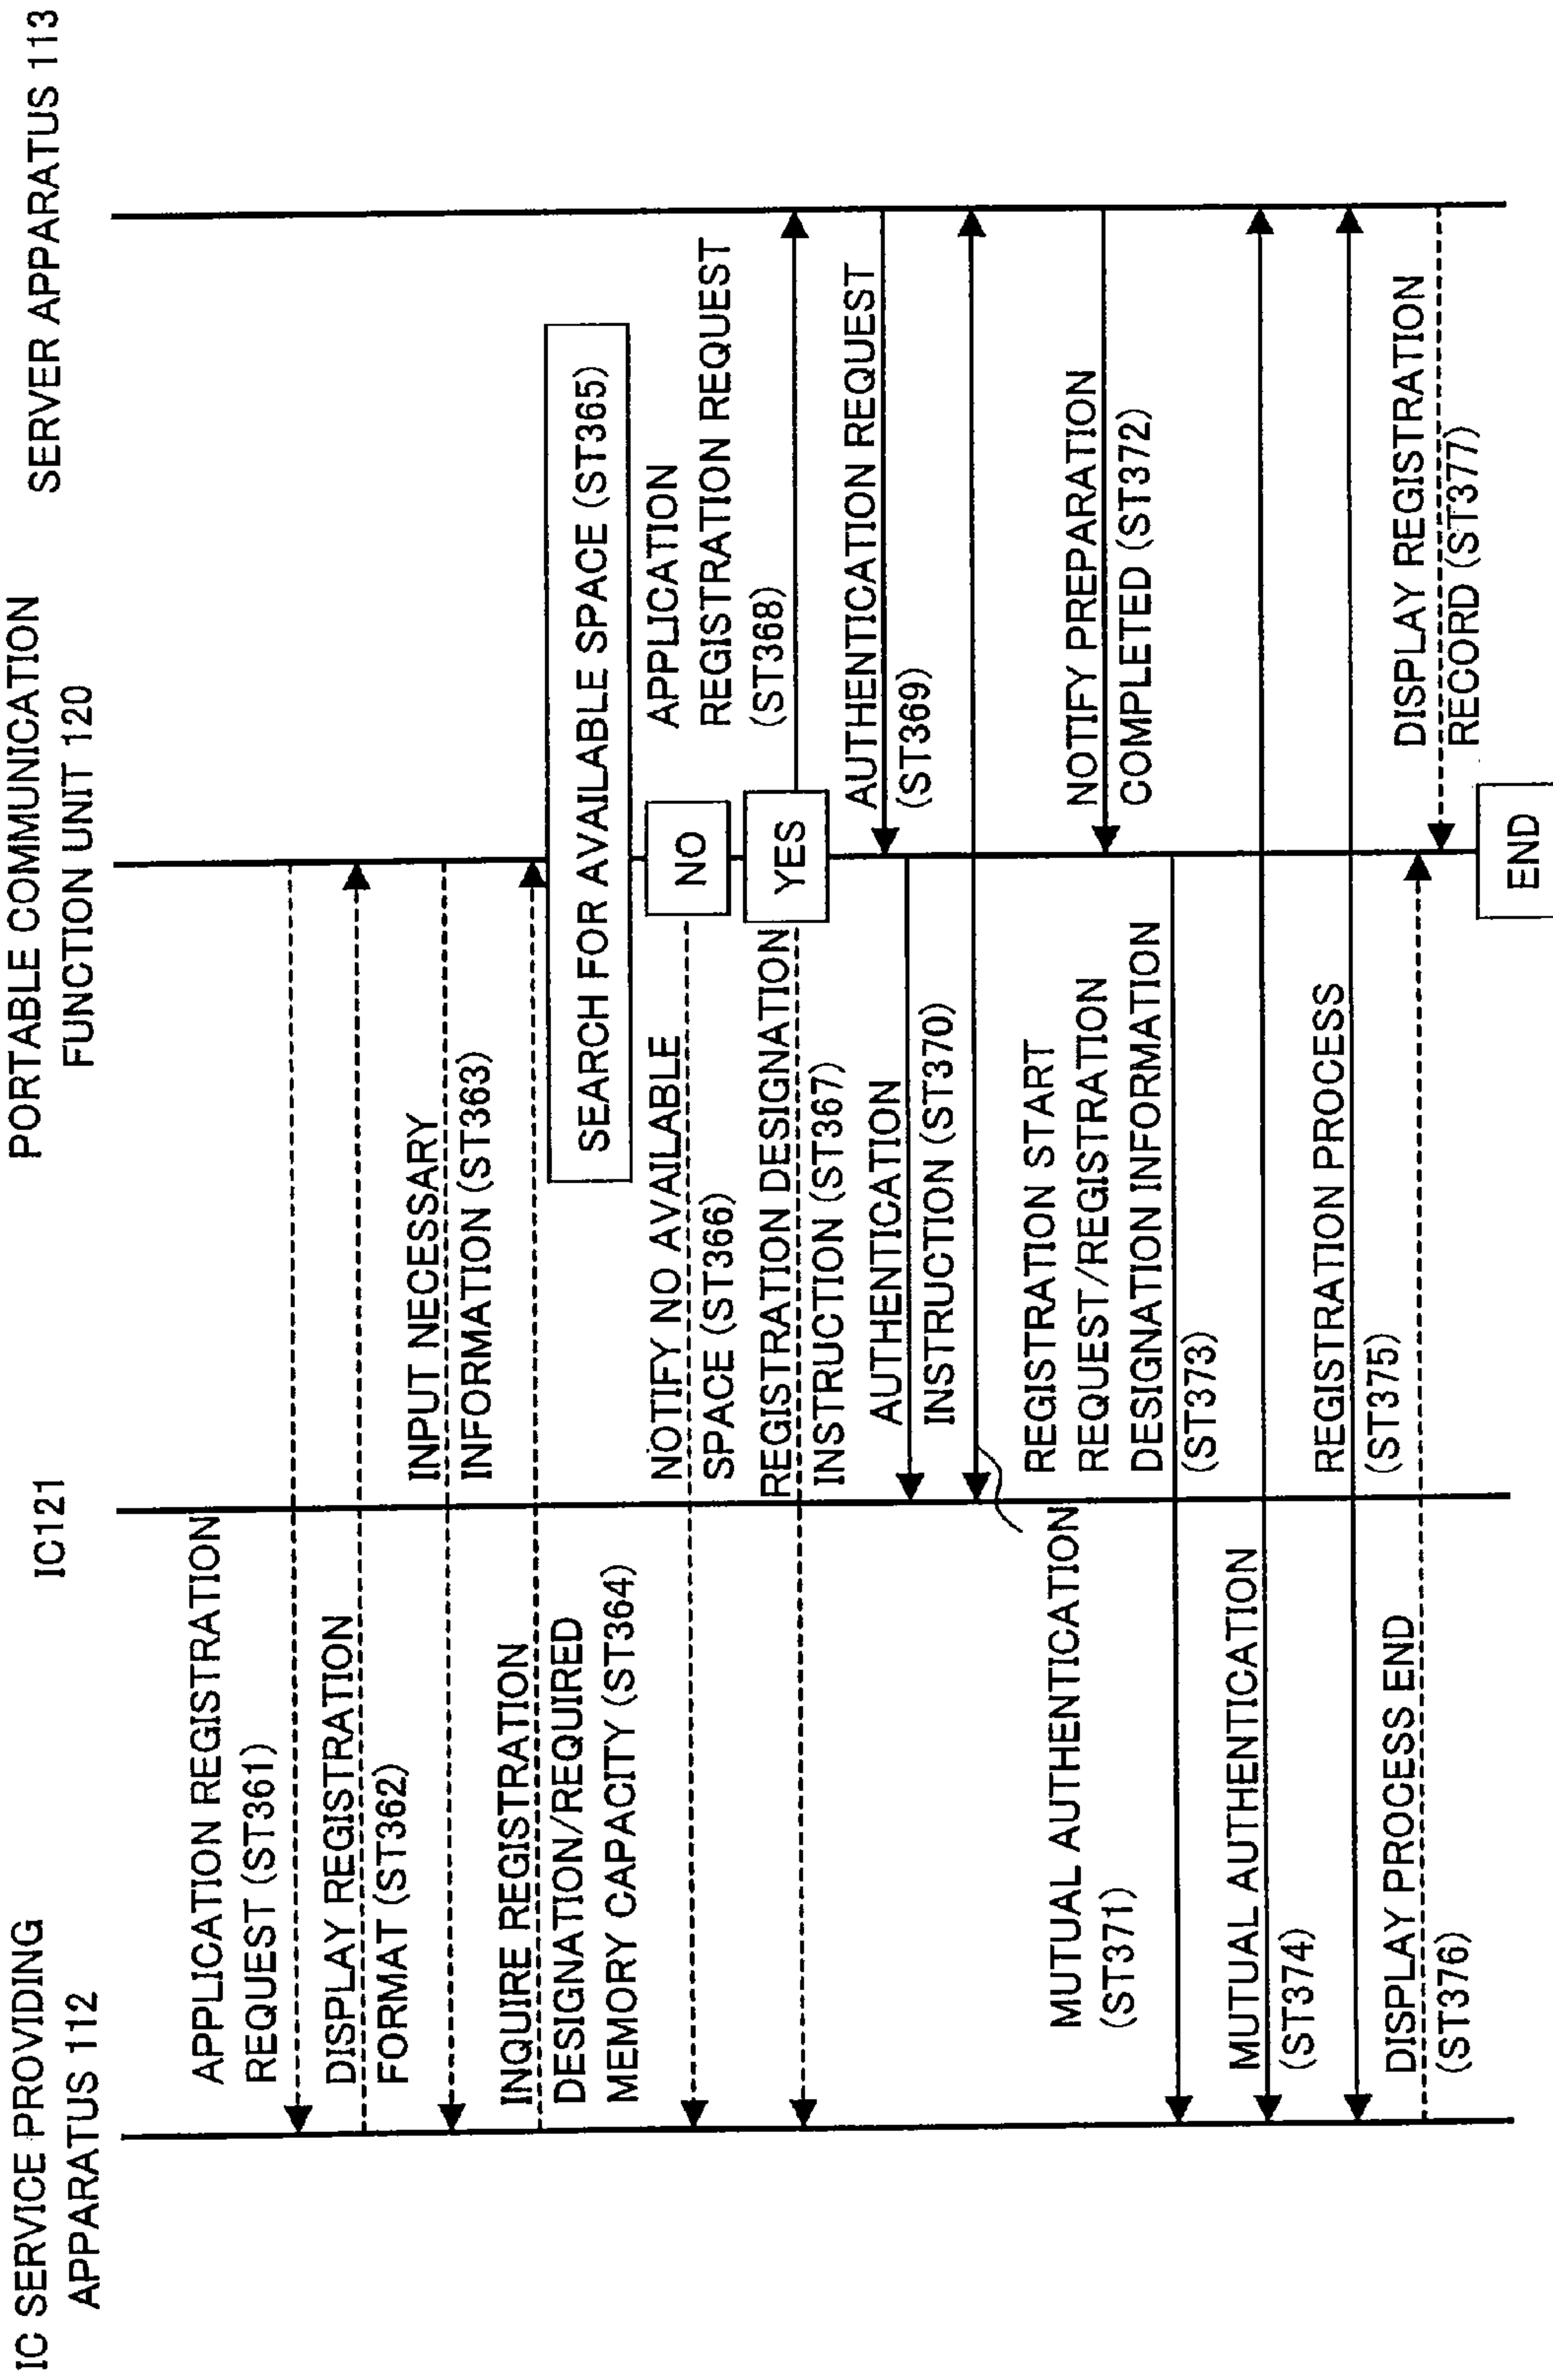 IC SERVICE PROVIDING
APPARATUS 112
IC121
PORTABLE COMMUNICATION
FUNCTION UNIT 120
SERVER APPARATUS 113
APPLICATION REGISTRATION
REQUEST (ST361)
DISPLAY REGISTRATION
FORMAT (ST362)
INPUT NECESSARY
INFORMATION (ST363)
INQUIRE REGISTRATION
DESIGNATION/REQUIRED
MEMORY CAPACITY (ST364)
SEARCH FOR AVAILABLE SPACE (ST365)
NOTIFY NO AVAILABLE
SPACE (ST366)
NO
REGISTRATION DESIGNATION
INSTRUCTION (ST367)
YES
APPLICATION
REGISTRATION REQUEST
(ST368)
AUTHENTICATION REQUEST
(ST369)
AUTHENTICATION
INSTRUCTION (ST370)
MUTUAL AUTHENTICATION
(ST371)
NOTIFY PREPARATION
COMPLETED (ST372)
REGISTRATION START
REQUEST/REGISTRATION
DESIGNATION INFORMATION
(ST373)
MUTUAL AUTHENTICATION
(ST374)
REGISTRATION PROCESS
(ST375)
DISPLAY PROCESS END
(ST376)
DISPLAY REGISTRATION
RECORD (ST377)
END